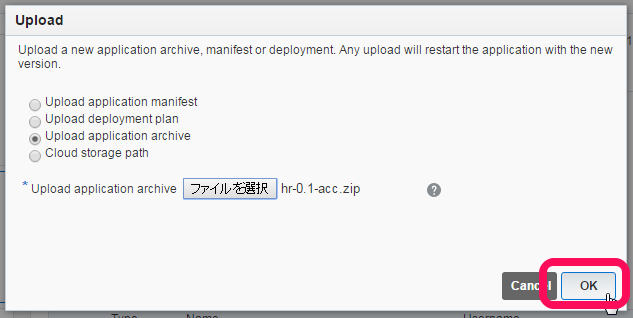 Upload
Upload a new application archive, manifest or deployment. Any upload will restart the application with the new
version.
Upload application manifest
Upload deployment plan
Upload application archive
Cloud storage path
* Upload application archive ファイルを選択 hr-0.1-acc.zip ?
Cancel OK
Type Name Username